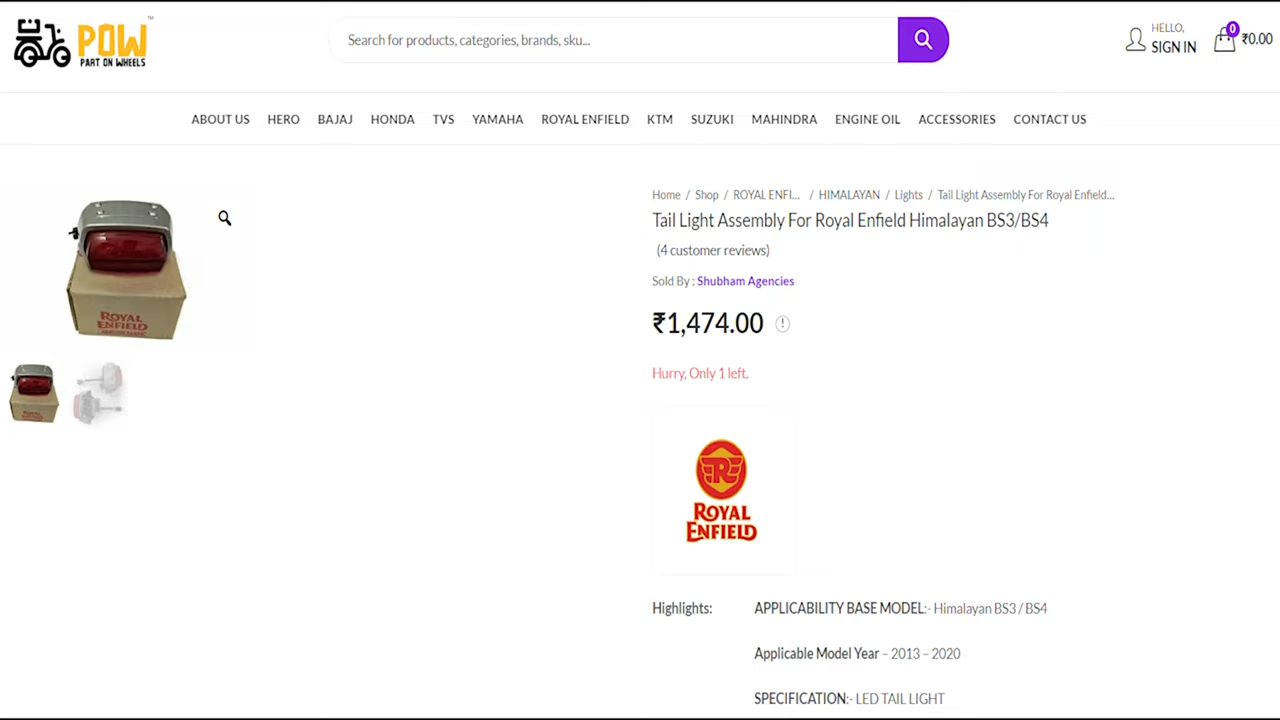 POW
PART ON WHEELS
TM
Search for products, categories, brands, sku...
HELLO,
SIGN IN
0
₹0.00
ABOUT US HERO BAJAJ HONDA TVS YAMAHA ROYAL ENFIELD KTM SUZUKI MAHINDRA ENGINE OIL ACCESSORIES CONTACT US
Home / Shop / ROYAL ENFI... / HIMALAYAN / Lights / Tail Light Assembly For Royal Enfield...
Tail Light Assembly For Royal Enfield Himalayan BS3/BS4
(4 customer reviews)
Sold By : Shubham Agencies
₹1,474.00 !
Hurry, Only 1 left.
ROYAL
ENFIELD
R
ROYAL
ENFIELD
Highlights: APPLICABILITY BASE MODEL:- Himalayan BS3 / BS4
Applicable Model Year – 2013 – 2020
SPECIFICATION:- LED TAIL LIGHT